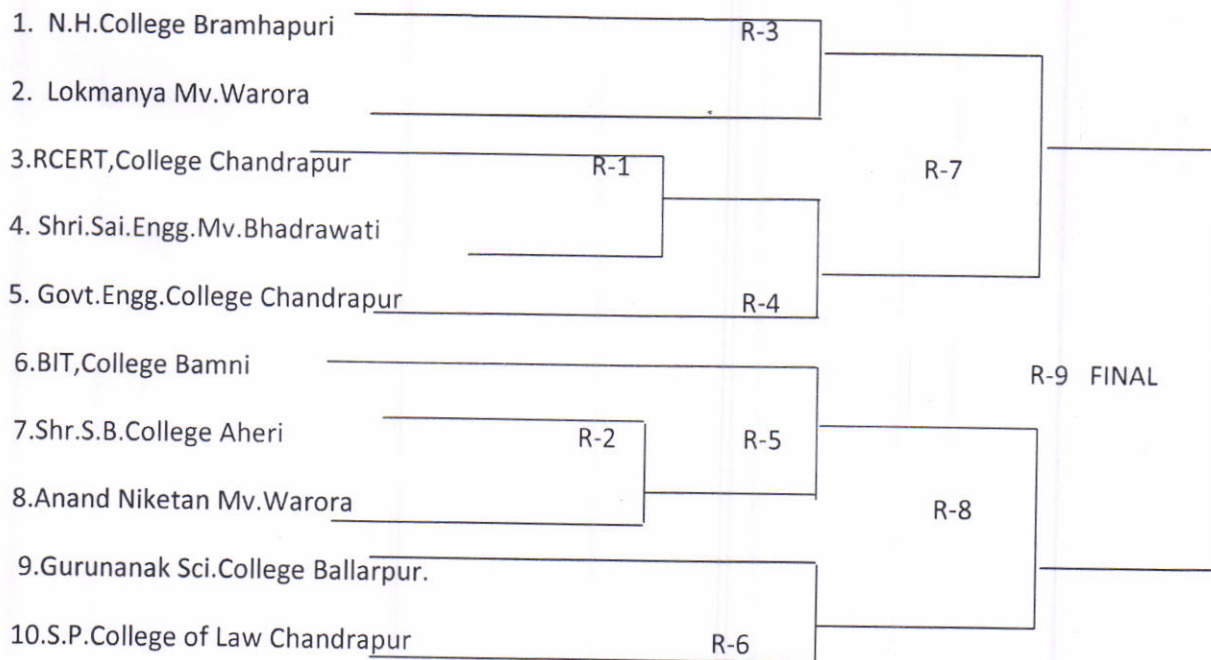 1. N.H.College Bramhapuri
R-3
2. Lokmanya Mv.Warora
3.RCERT,College Chandrapur
R-1
R-7
4. Shri.Sai.Engg.Mv.Bhadrawati
5. Govt.Engg.College Chandrapur
R-4
6.BIT,College Bamni
R-9 FINAL
7.Shr.S.B.College Aheri
R-2
R-5
8.Anand Niketan Mv.Warora
R-8
9.Gurunanak Sci.College Ballarpur.
10.S.P.College of Law Chandrapur
R-6